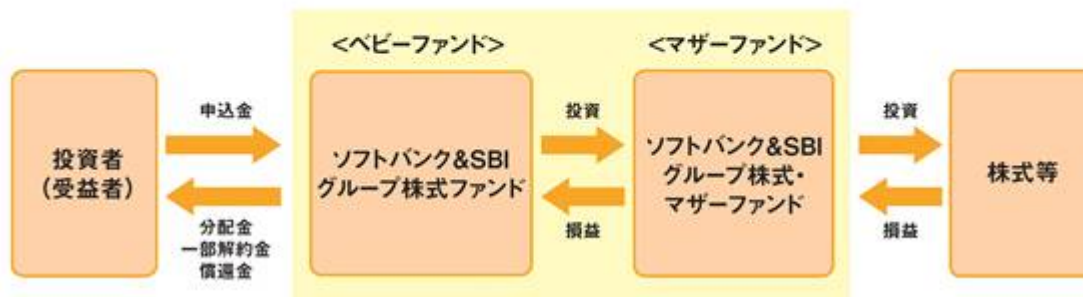 <ベビーファンド>
<マザーファンド>
投資者
(受益者)
申込金
分配金
一部解約金
償還金
ソフトバンク&SBI
グループ株式ファンド
投資
損益
ソフトバンク&SBI
グループ株式・
マザーファンド
投資
損益
株式等